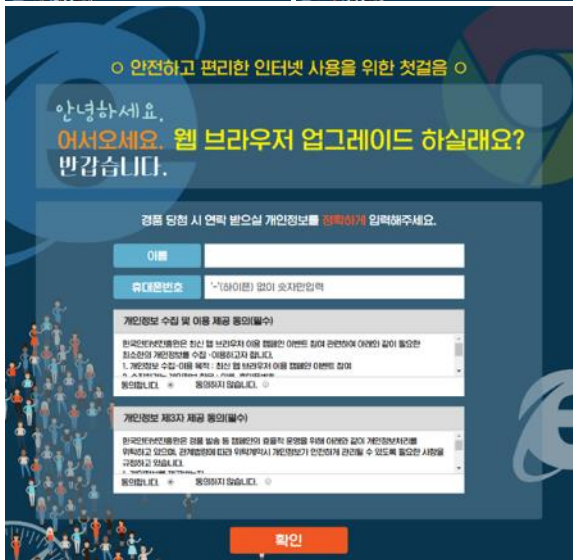 안전하고 편리한 인터넷 사용을 위한 첫걸음
안녕하세요.
어서오세요. 웹 브라우저 업그레이드 하실래요?
반갑습니다.
경품 당첨 시 연락 받으실 개인정보를 정확하게 입력해주세요.
이름
휴대폰번호 '-'(하이픈) 없이 숫자만입력
개인정보 수집 및 이용 제공 동의(필수)
한국인터넷진흥원은 최신 웹 브라우저 이용 캠페인 이벤트 참여 관련하여 아래와 같이 필요한
최소한의 개인정보를 수집·이용하고자 합니다.
1. 개인정보 수집·이용 목적 : 최신 웹 브라우저 이용 캠페인 이벤트 참여
동의합니다. 동의하지 않습니다.
개인정보 제3자 제공 동의(필수)
한국인터넷진흥원은 경품 발송 등 캠페인의 효율적 운영을 위해 아래와 같이 개인정보처리를
위탁하고 있으며, 관계법령에 따라 위탁계약시 개인정보가 안전하게 관리될 수 있도록 필요한 사항을
규정하고 있습니다.
동의합니다. 동의하지 않습니다.
확인